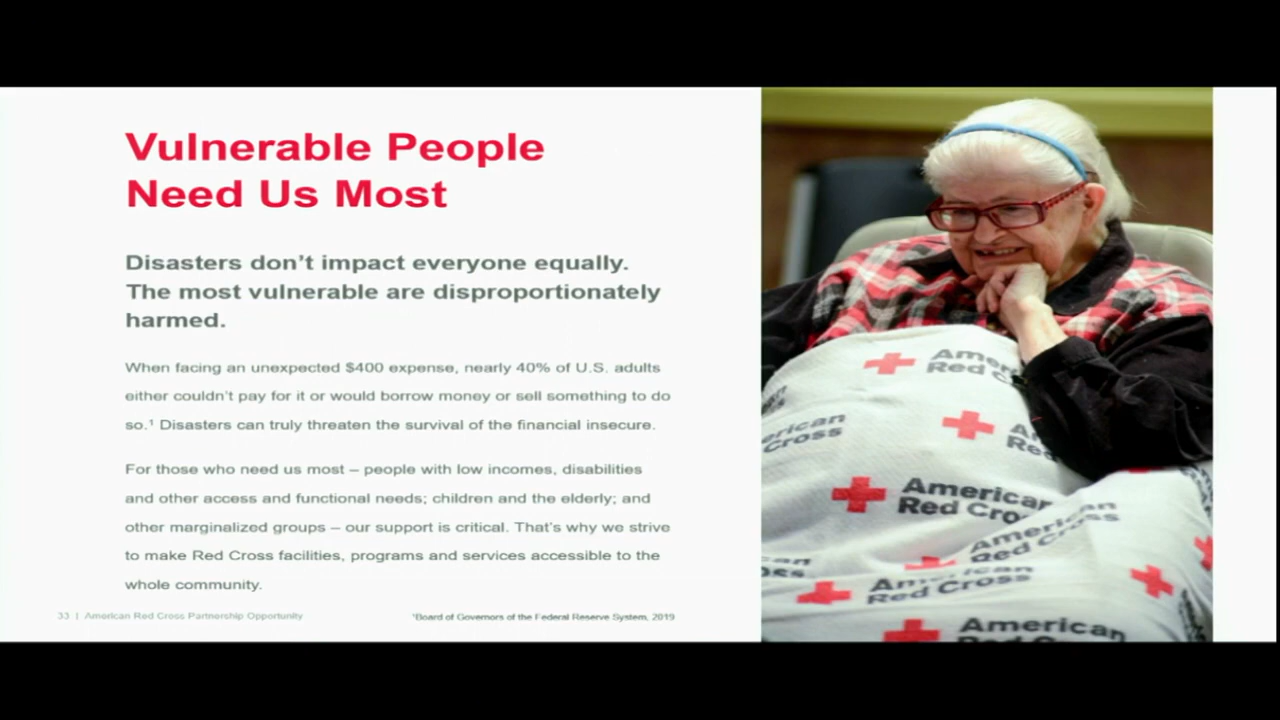 Vulnerable People
Need Us Most
Disasters don’t impact everyone equally.
The most vulnerable are disproportionately
harmed.
When facing an unexpected $400 expense, nearly 40% of U.S. adults
either couldn’t pay for it or would borrow money or sell something to do
so.¹ Disasters can truly threaten the survival of the financial insecure.
For those who need us most – people with low incomes, disabilities
and other access and functional needs; children and the elderly; and
other marginalized groups – our support is critical. That’s why we strive
to make Red Cross facilities, programs and services accessible to the
whole community.
33 | American Red Cross Partnership Opportunity
¹Board of Governors of the Federal Reserve System, 2019
American
Red Cro
American
Red Cross
American
Red Cross
American